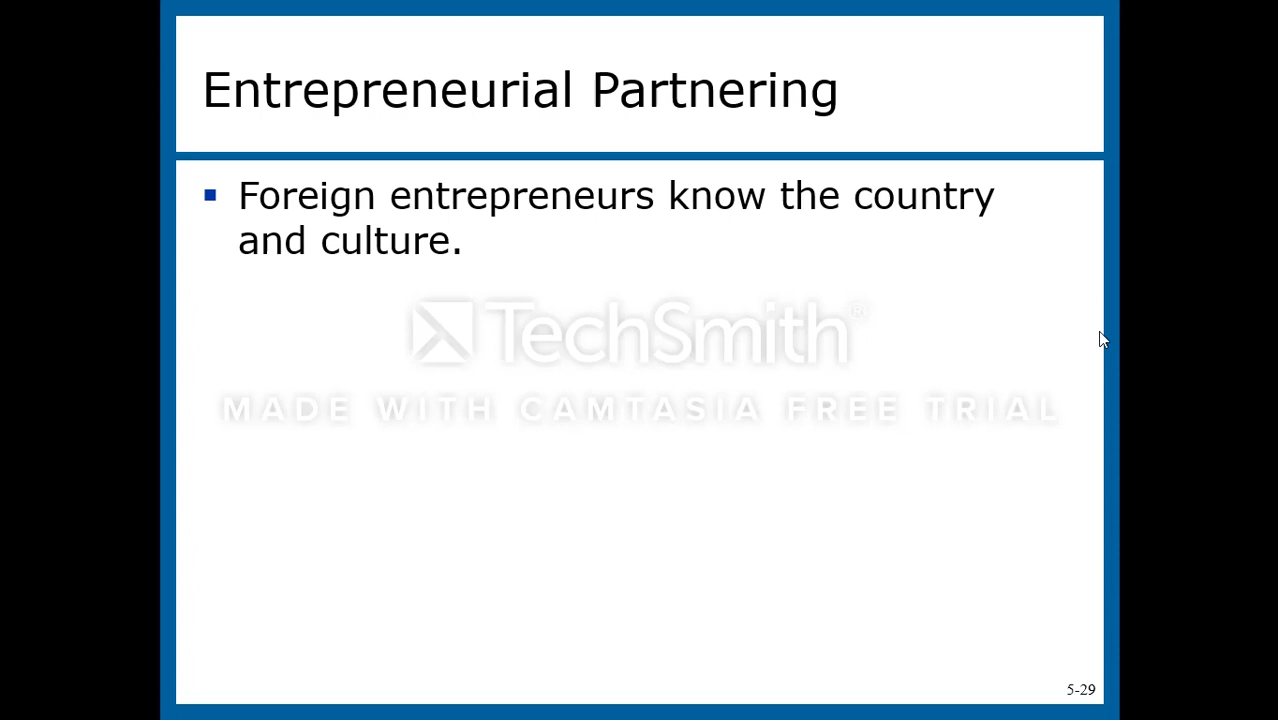 Entrepreneurial Partnering
Foreign entrepreneurs know the country
and culture.
TechSmith®
MADE WITH CAMTASIA FREE TRIAL
5-29